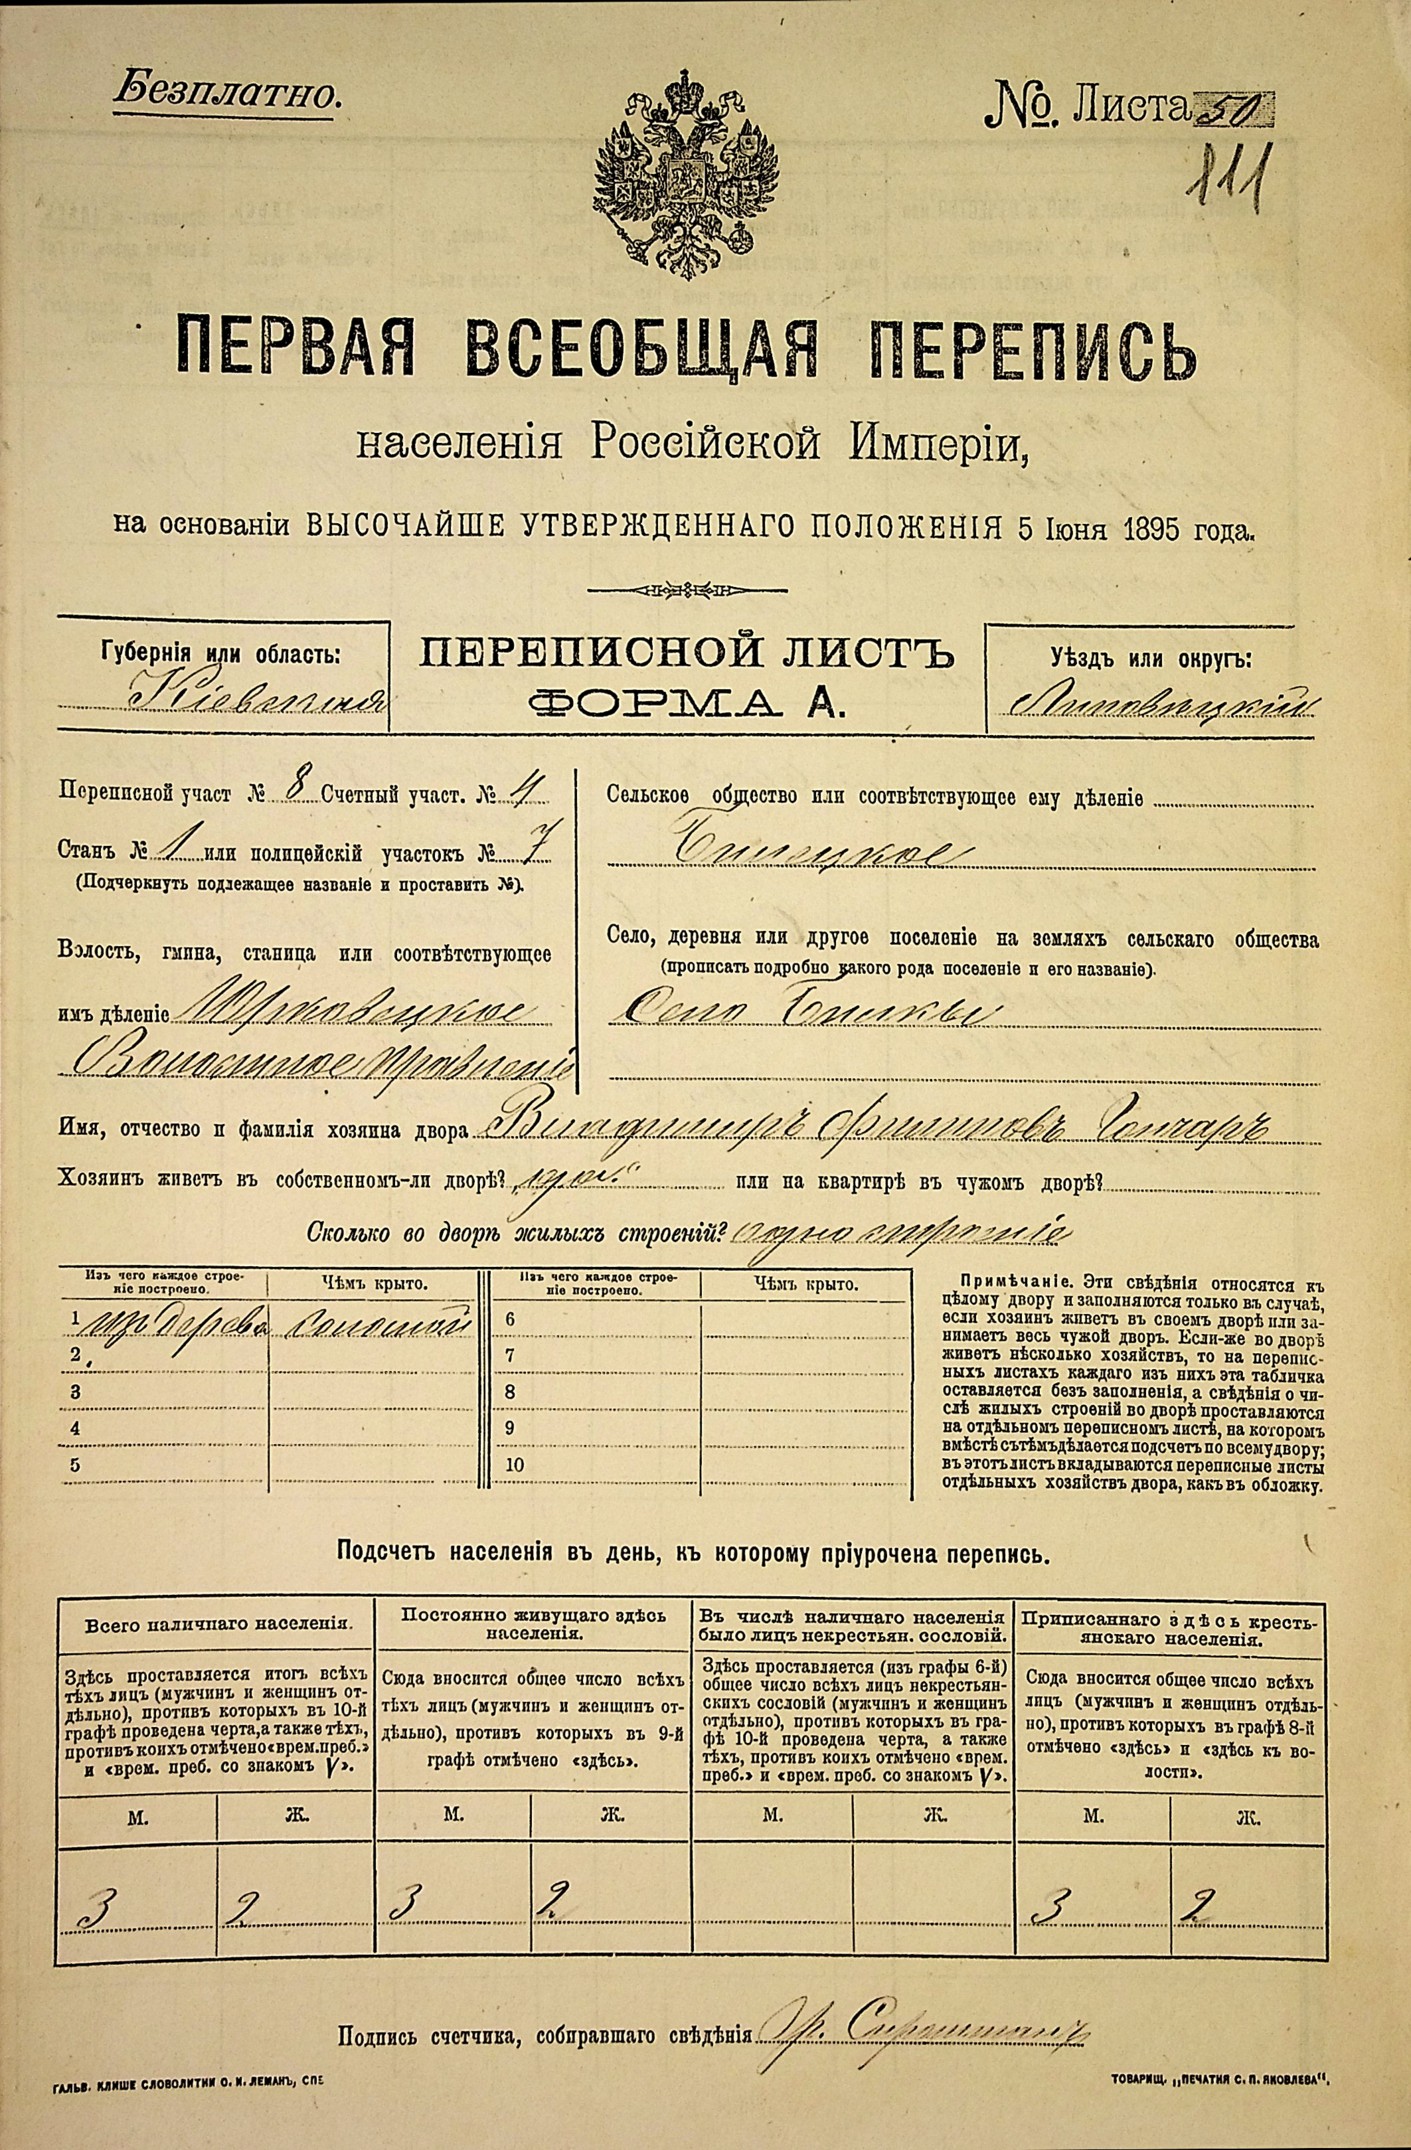 Безплатно.
№ Листа 50
111
ПЕРВАЯ ВСЕОБЩАЯ ПЕРЕПИСЬ
населенія Россійской Имперіи,
на основаніи ВЫСОЧАЙШЕ УТВЕРЖДЕННАГО ПОЛОЖЕНІЯ 5 Іюня 1895 года.
Губернія или область:
Кіевская
ПЕРЕПИСНОЙ ЛИСТЪ
ФОРМА А.
Уѣздъ или округъ:
Липовецкій
Переписной участ № 8 Счетный участ. № 4
Станъ № 1 или полицейскій участокъ № 7
(Подчеркнуть подлежащее названіе и проставить №).
Волость, гмина, станица или соотвѣтствующее
имъ дѣленіе Юрковецкое
Волостное правленіе
Сельское общество или соотвѣтствующее ему дѣленіе
Село, деревня или другое поселеніе на земляхъ сельскаго общества
(прописать подробно какого рода поселеніе и его названіе).
Село
Имя, отчество и фамилія хозяина двора Владимиръ Филиповъ Гончаръ
Хозяинъ живетъ въ собственномъ-ли дворѣ? или на квартирѣ въ чужомъ дворѣ?
Сколько во дворѣ жилыхъ строеній? одно строеніе
Изъ чего каждое строе-
ніе построено.
Чѣмъ крыто.
Изъ чего каждое строе-
ніе построено.
Чѣмъ крыто.
1 изъ дерева соломой 6
2 7
3 8
4 9
5 10
Примѣчаніе. Эти свѣдѣнія относятся къ
цѣлому двору и заполняются только въ случаѣ,
если хозяинъ живетъ въ своемъ дворѣ или за-
нимаетъ весь чужой дворъ. Если-же во дворѣ
живетъ нѣсколько хозяйствъ, то на перепис-
ныхъ листахъ каждаго изъ нихъ эта табличка
оставляется безъ заполненія, а свѣдѣнія о чи-
слѣ жилыхъ строеній во дворѣ проставляются
на отдѣльномъ переписномъ листѣ, на которомъ
вмѣстѣ съ тѣмъ дѣлается подсчетъ по всему двору;
въ этотъ листъ вкладываются переписные листы
отдѣльныхъ хозяйствъ двора, какъ въ обложку.
Подсчетъ населенія въ день, къ которому пріурочена перепись.
Всего наличнаго населенія.
Здѣсь проставляется итогъ всѣхъ
тѣхъ лицъ (мужчинъ и женщинъ от-
дѣльно), противъ которыхъ въ 10-й
графѣ проведена черта, а также тѣхъ,
противъ коихъ отмѣчено «врем. преб.»
и «врем. преб. со знакомъ V».
М. Ж.
3 2
Постоянно живущаго здѣсь
населенія.
Сюда вносится общее число всѣхъ
тѣхъ лицъ (мужчинъ и женщинъ от-
дѣльно), противъ которыхъ въ 9-й
графѣ отмѣчено «здѣсь».
М. Ж.
3 2
Въ числѣ наличнаго населенія
было лицъ некрестьян. сословій.
Здѣсь проставляется (изъ графы 6-й)
общее число всѣхъ лицъ некрестьян-
скихъ сословій (мужчинъ и женщинъ
отдѣльно), противъ которыхъ въ гра-
фѣ 10-й проведена черта, а также
тѣхъ, противъ коихъ отмѣчено «врем.
преб.» и «врем. преб. со знакомъ V».
М. Ж.
Приписаннаго здѣсь кресть-
янскаго населенія.
Сюда вносится общее число всѣхъ
лицъ (мужчинъ и женщинъ отдѣль-
но), противъ которыхъ въ графѣ 8-й
отмѣчено «здѣсь» и «здѣсь къ во-
лости».
М. Ж.
3 2
Подпись счетчика, собиравшаго свѣдѣнія
ГАЛЬВ. КЛИШЕ СЛОВОЛИТНИ О. И. ЛЕМАНЪ, СПБ
ТОВАРИЩ. „ПЕЧАТНЯ С. П. ЯКОВЛЕВА“.